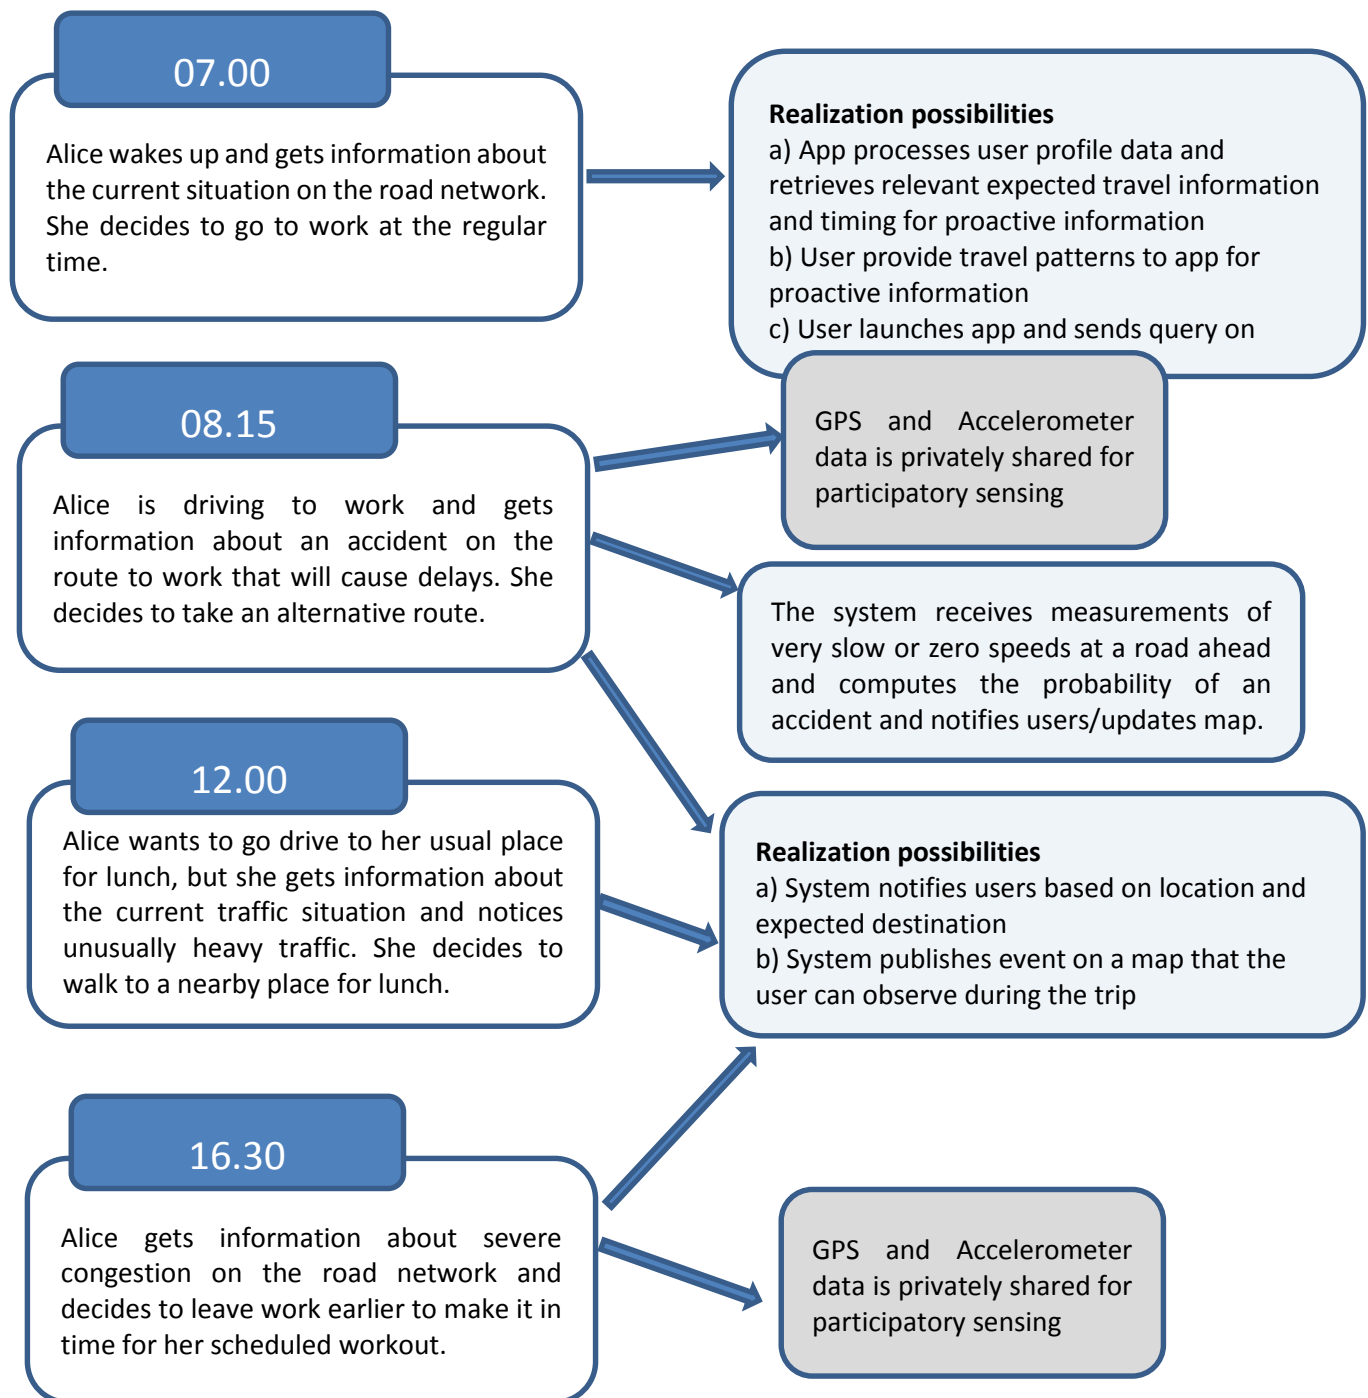 07.00
Alice wakes up and gets information about
the current situation on the road network.
She decides to go to work at the regular
time.
Realization possibilities
a) App processes user profile data and
retrieves relevant expected travel information
and timing for proactive information
b) User provide travel patterns to app for
proactive information
c) User launches app and sends query on
08.15
Alice is driving to work and gets
information about an accident on the
route to work that will cause delays. She
decides to take an alternative route.
GPS and Accelerometer
data is privately shared for
participatory sensing
The system receives measurements of
very slow or zero speeds at a road ahead
and computes the probability of an
accident and notifies users/updates map.
12.00
Alice wants to go drive to her usual place
for lunch, but she gets information about
the current traffic situation and notices
unusually heavy traffic. She decides to
walk to a nearby place for lunch.
Realization possibilities
a) System notifies users based on location and
expected destination
b) System publishes event on a map that the
user can observe during the trip
16.30
Alice gets information about severe
congestion on the road network and
decides to leave work earlier to make it in
time for her scheduled workout.
GPS and Accelerometer
data is privately shared for
participatory sensing